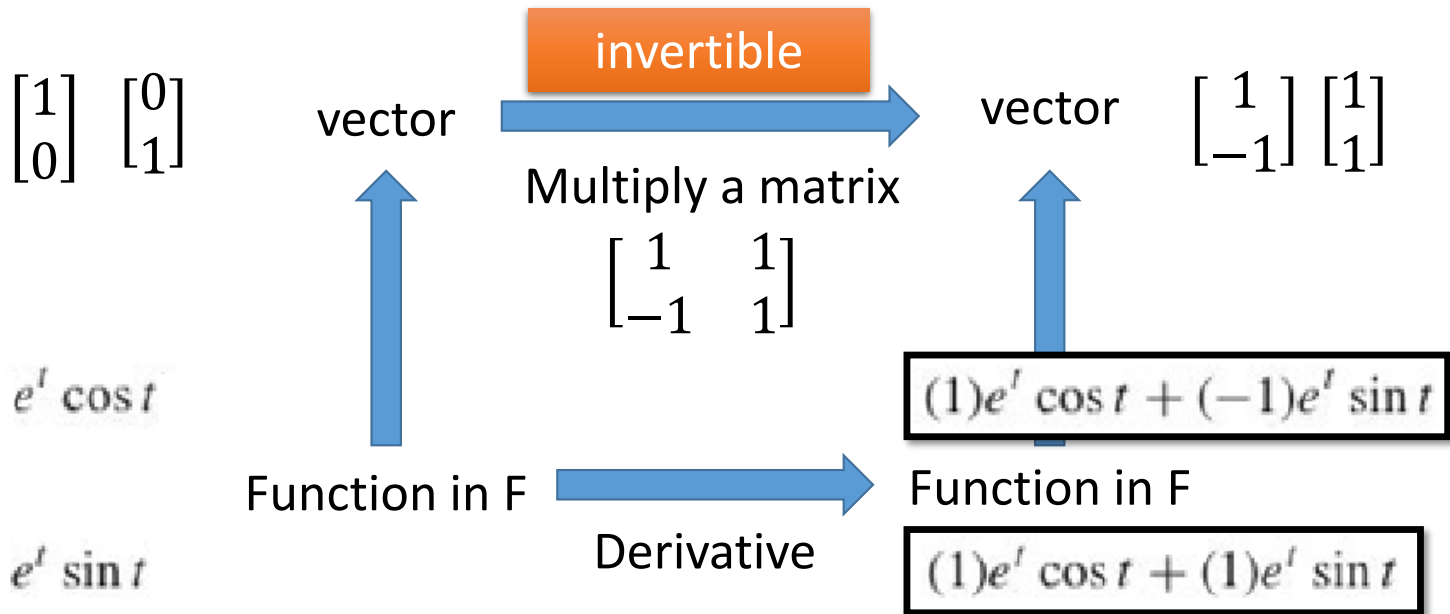 invertible
[1 0] [0 1]
vector
vector
[1 -1] [1 1]
Multiply a matrix
[1 1
-1 1]
e^t cos t
(1)e^t cos t + (−1)e^t sin t
Function in F
Function in F
Derivative
e^t sin t
(1)e^t cos t + (1)e^t sin t